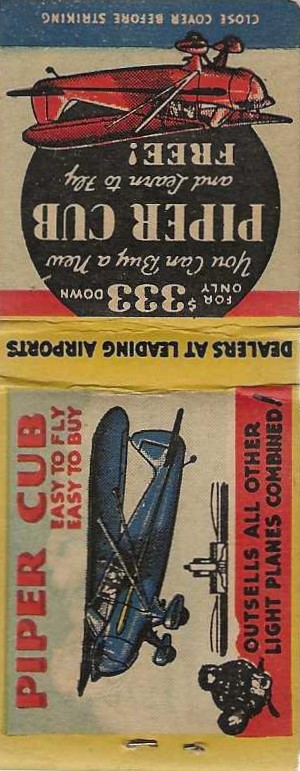 CLOSE COVER BEFORE STRIKING
FOR
ONLY
$333 DOWN
You Can Buy a New
PIPER CUB
and Learn to Fly
FREE!
DEALERS AT LEADING AIRPORTS
PIPER CUB
EASY TO FLY
EASY TO BUY
OUTSELLS ALL OTHER
LIGHT PLANES COMBINED!